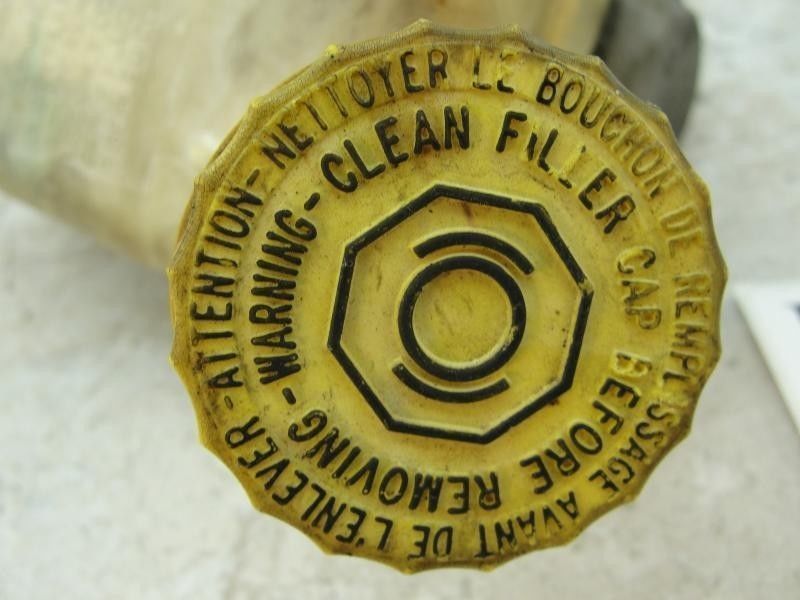 ATTENTION-NETTOYER LE BOUCHON DE REMPLISSAGE AVANT DE L'ENLEVER-
WARNING-CLEAN FILLER CAP BEFORE REMOVING-